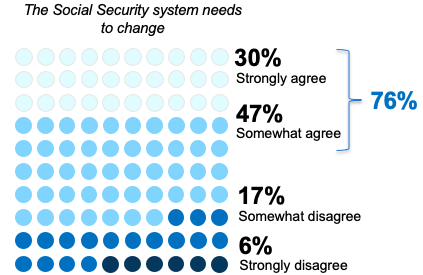 The Social Security system needs
to change
30%
Strongly agree
47%
Somewhat agree
76%
17%
Somewhat disagree
6%
Strongly disagree